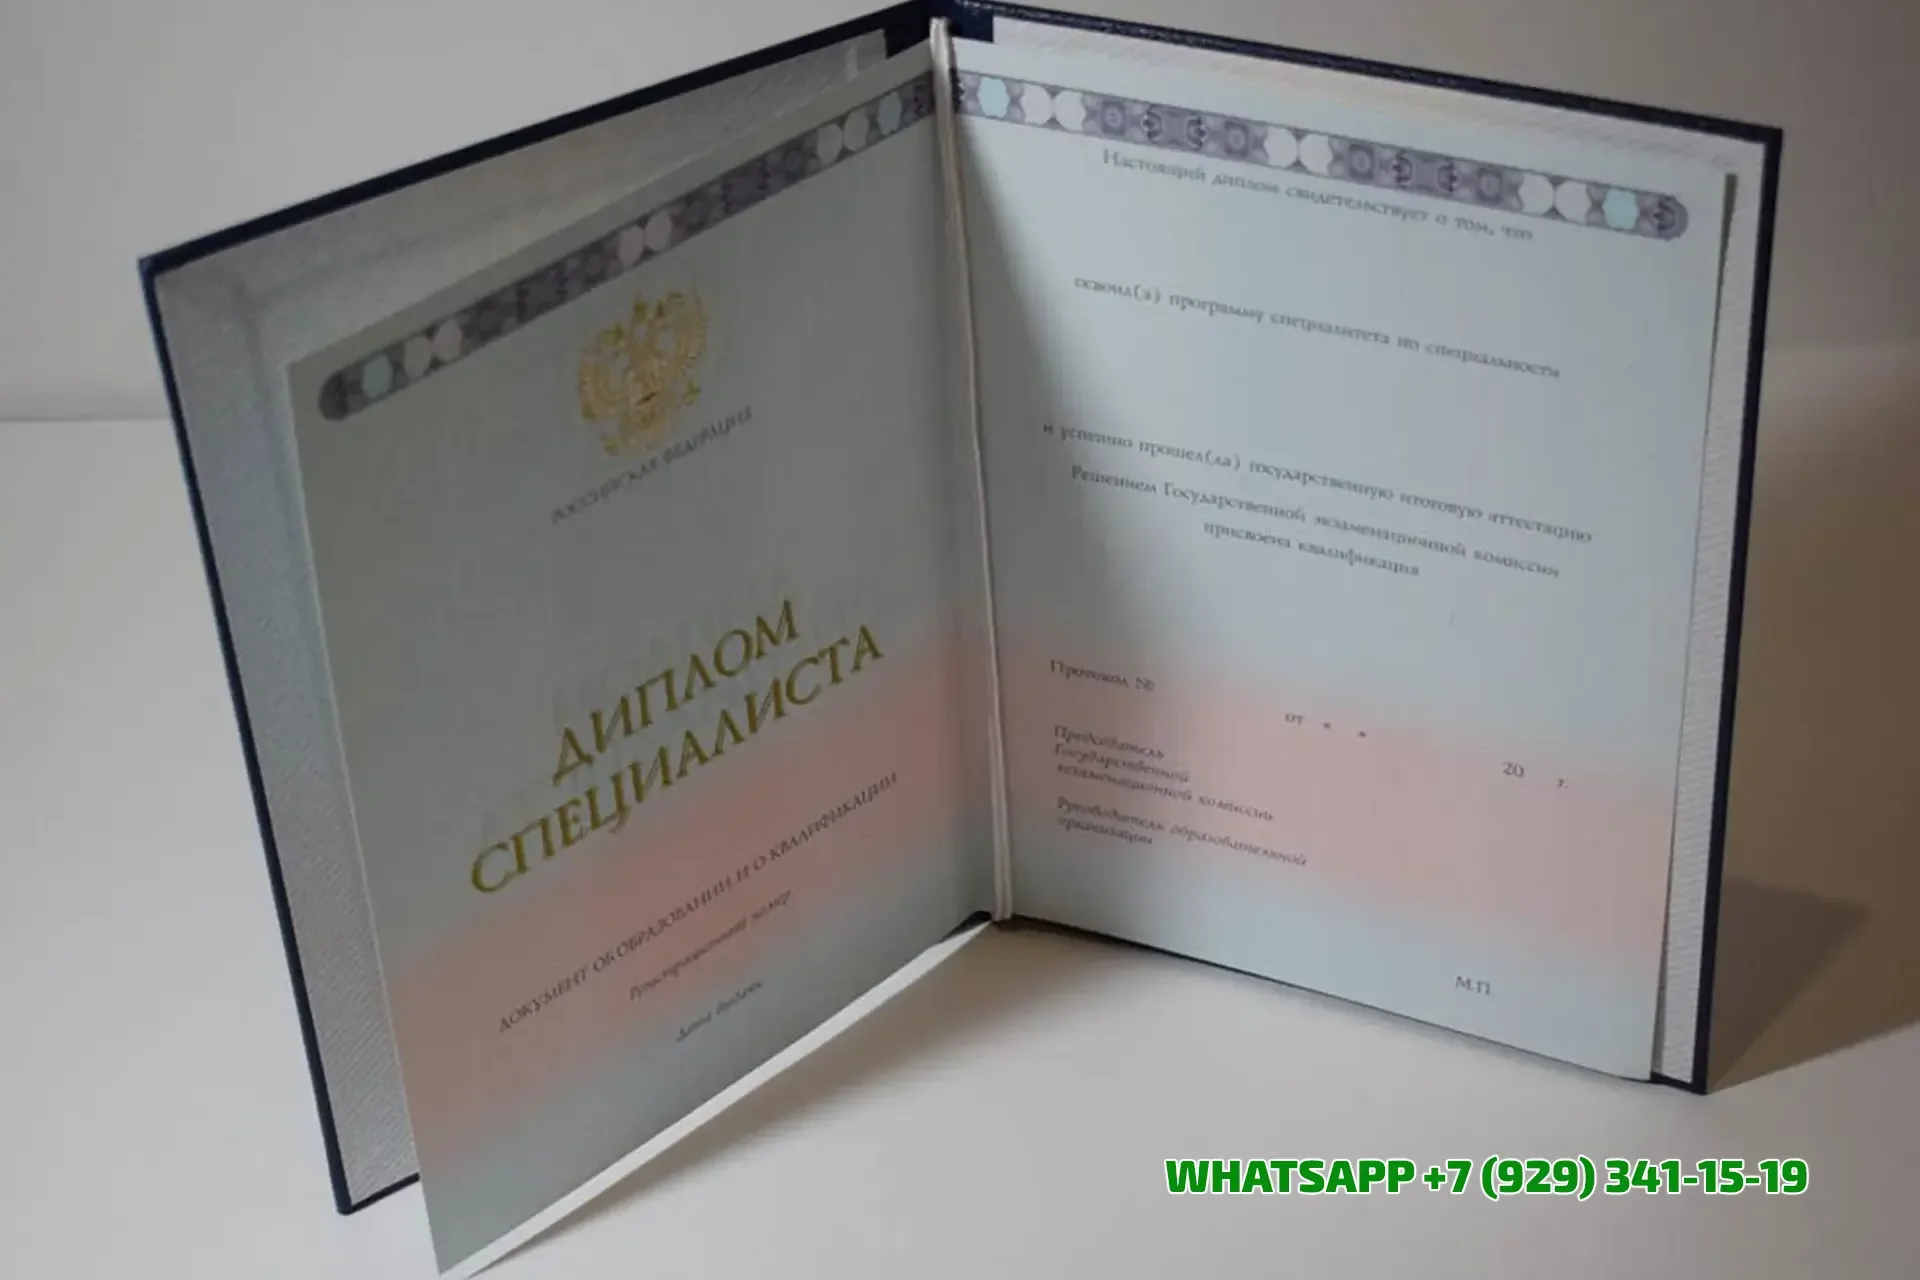 РОССИЙСКАЯ ФЕДЕРАЦИЯ
ДИПЛОМ
СПЕЦИАЛИСТА
ДОКУМЕНТ ОБ ОБРАЗОВАНИИ И О КВАЛИФИКАЦИИ
Регистрационный номер
Дата выдачи
Настоящий диплом свидетельствует о том, что
освоил(а) программу специалитета по специальности
и успешно прошел(ла) государственную итоговую аттестацию
Решением Государственной экзаменационной комиссии
присвоена квалификация
Протокол №
от « »
20 г.
Председатель
Государственной
экзаменационной комиссии
Руководитель образовательной
организации
М.П.
WHATSAPP +7 (929) 341-15-19